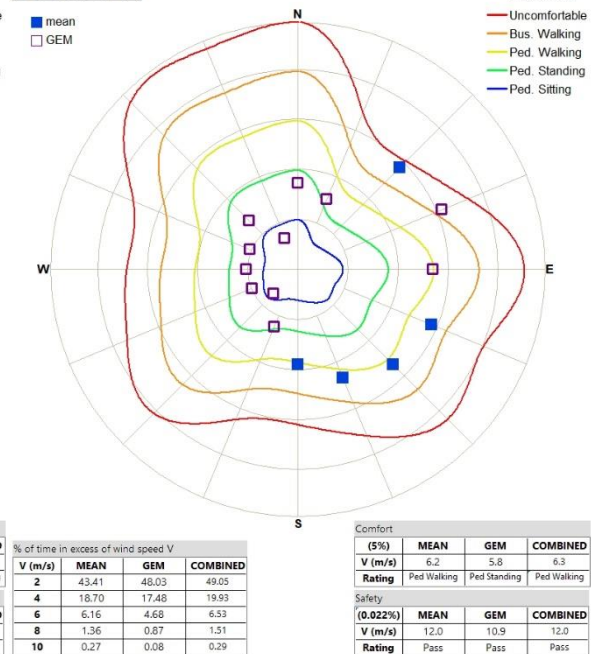 N
mean
GEM
Uncomfortable
Bus. Walking
Ped. Walking
Ped. Standing
Ped. Sitting
W
E
S
% of time in excess of wind speed V
V (m/s) MEAN GEM COMBINED
2 43.41 48.03 49.05
4 18.70 17.48 19.93
6 6.16 4.68 6.53
8 1.36 0.87 1.51
10 0.27 0.08 0.29
Comfort
(5%) MEAN GEM COMBINED
V (m/s) 6.2 5.8 6.3
Rating Ped Walking Ped Standing Ped Walking
Safety
(0.022%) MEAN GEM COMBINED
V (m/s) 12.0 10.9 12.0
Rating Pass Pass Pass